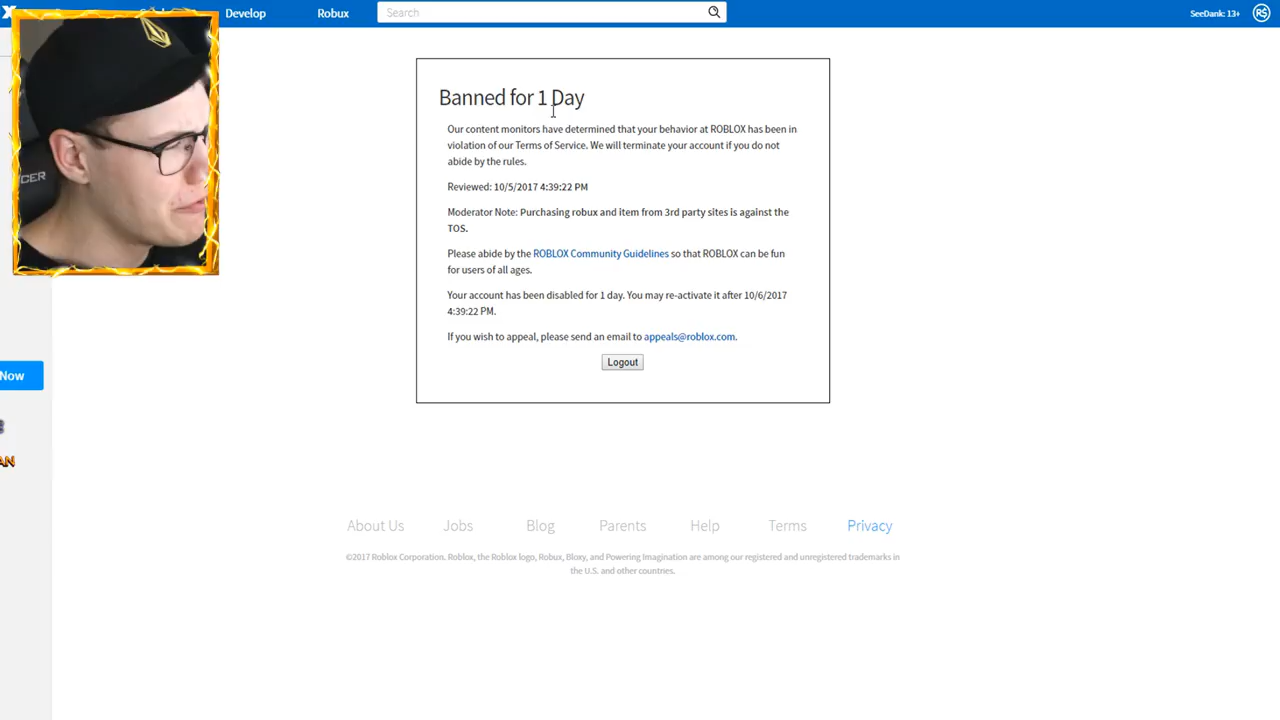 Develop Robux Search SeeDank: 13+ R$
Banned for 1 Day
Our content monitors have determined that your behavior at ROBLOX has been in
violation of our Terms of Service. We will terminate your account if you do not
abide by the rules.
Reviewed: 10/5/2017 4:39:22 PM
CER
Moderator Note: Purchasing robux and item from 3rd party sites is against the
TOS.
Please abide by the ROBLOX Community Guidelines so that ROBLOX can be fun
for users of all ages.
Your account has been disabled for 1 day. You may re-activate it after 10/6/2017
4:39:22 PM.
If you wish to appeal, please send an email to appeals@roblox.com.
Logout
Now
AN
About Us Jobs Blog Parents Help Terms Privacy
©2017 Roblox Corporation. Roblox, the Roblox logo, Robux, Bloxy, and Powering Imagination are among our registered and unregistered trademarks in
the U.S. and other countries.